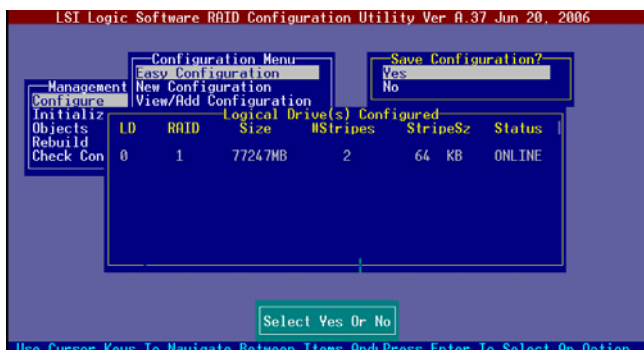 LSI Logic Software RAID Configuration Utility Ver A.37 Jun 20, 2006
Configuration Menu
Easy Configuration
New Configuration
View/Add Configuration
Save Configuration?
Yes
No
Management
Configure
Initializ
Objects
Rebuild
Check Con
Logical Drive(s) Configured
LD RAID Size #Stripes StripeSz Status
0 1 77247MB 2 64 KB ONLINE
Select Yes Or No
Use Cursor Keys To Navigate Between Items And Press Enter To Select An Option